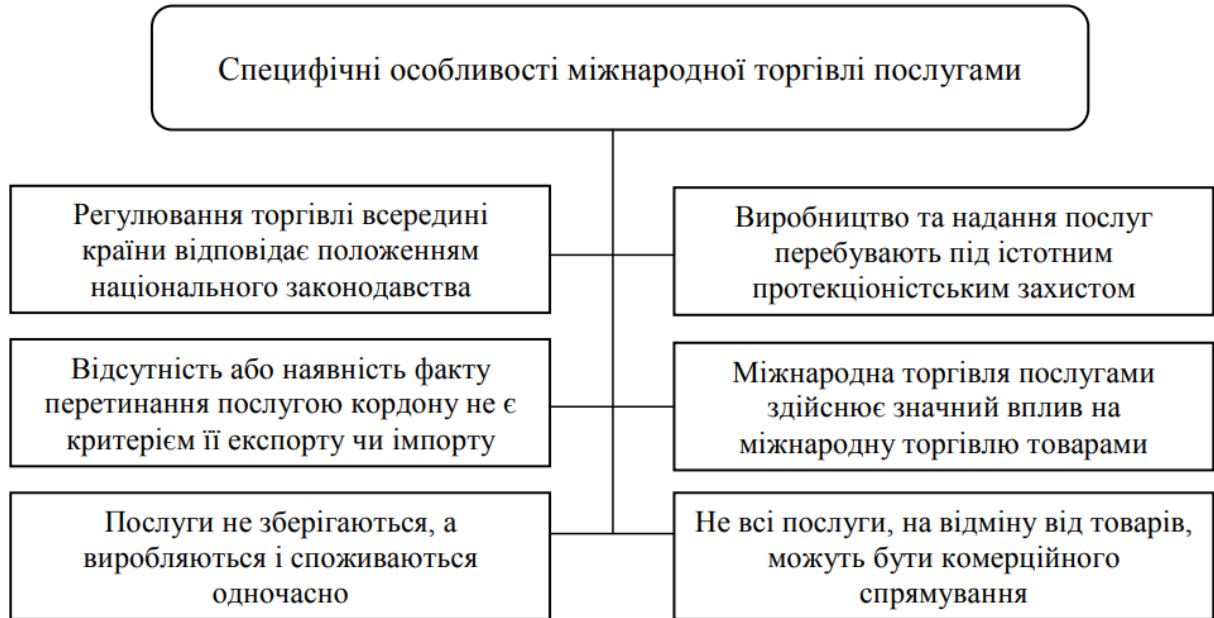 Специфічні особливості міжнародної торгівлі послугами
Регулювання торгівлі всередині
країни відповідає положенням
національного законодавства
Виробництво та надання послуг
перебувають під істотним
протекціоністським захистом
Відсутність або наявність факту
перетинання послугою кордону не є
критерієм її експорту чи імпорту
Міжнародна торгівля послугами
здійснює значний вплив на
міжнародну торгівлю товарами
Послуги не зберігаються, а
виробляються і споживаються
одночасно
Не всі послуги, на відміну від товарів,
можуть бути комерційного
спрямування